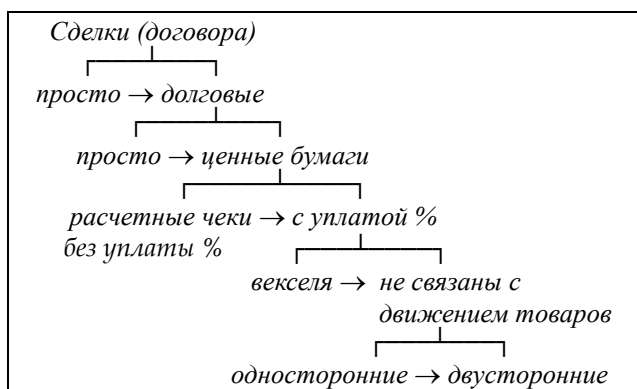 Сделки (договора)
просто → долговые
просто → ценные бумаги
расчетные чеки → с уплатой %
без уплаты %
векселя → не связаны с
движением товаров
односторонние → двусторонние